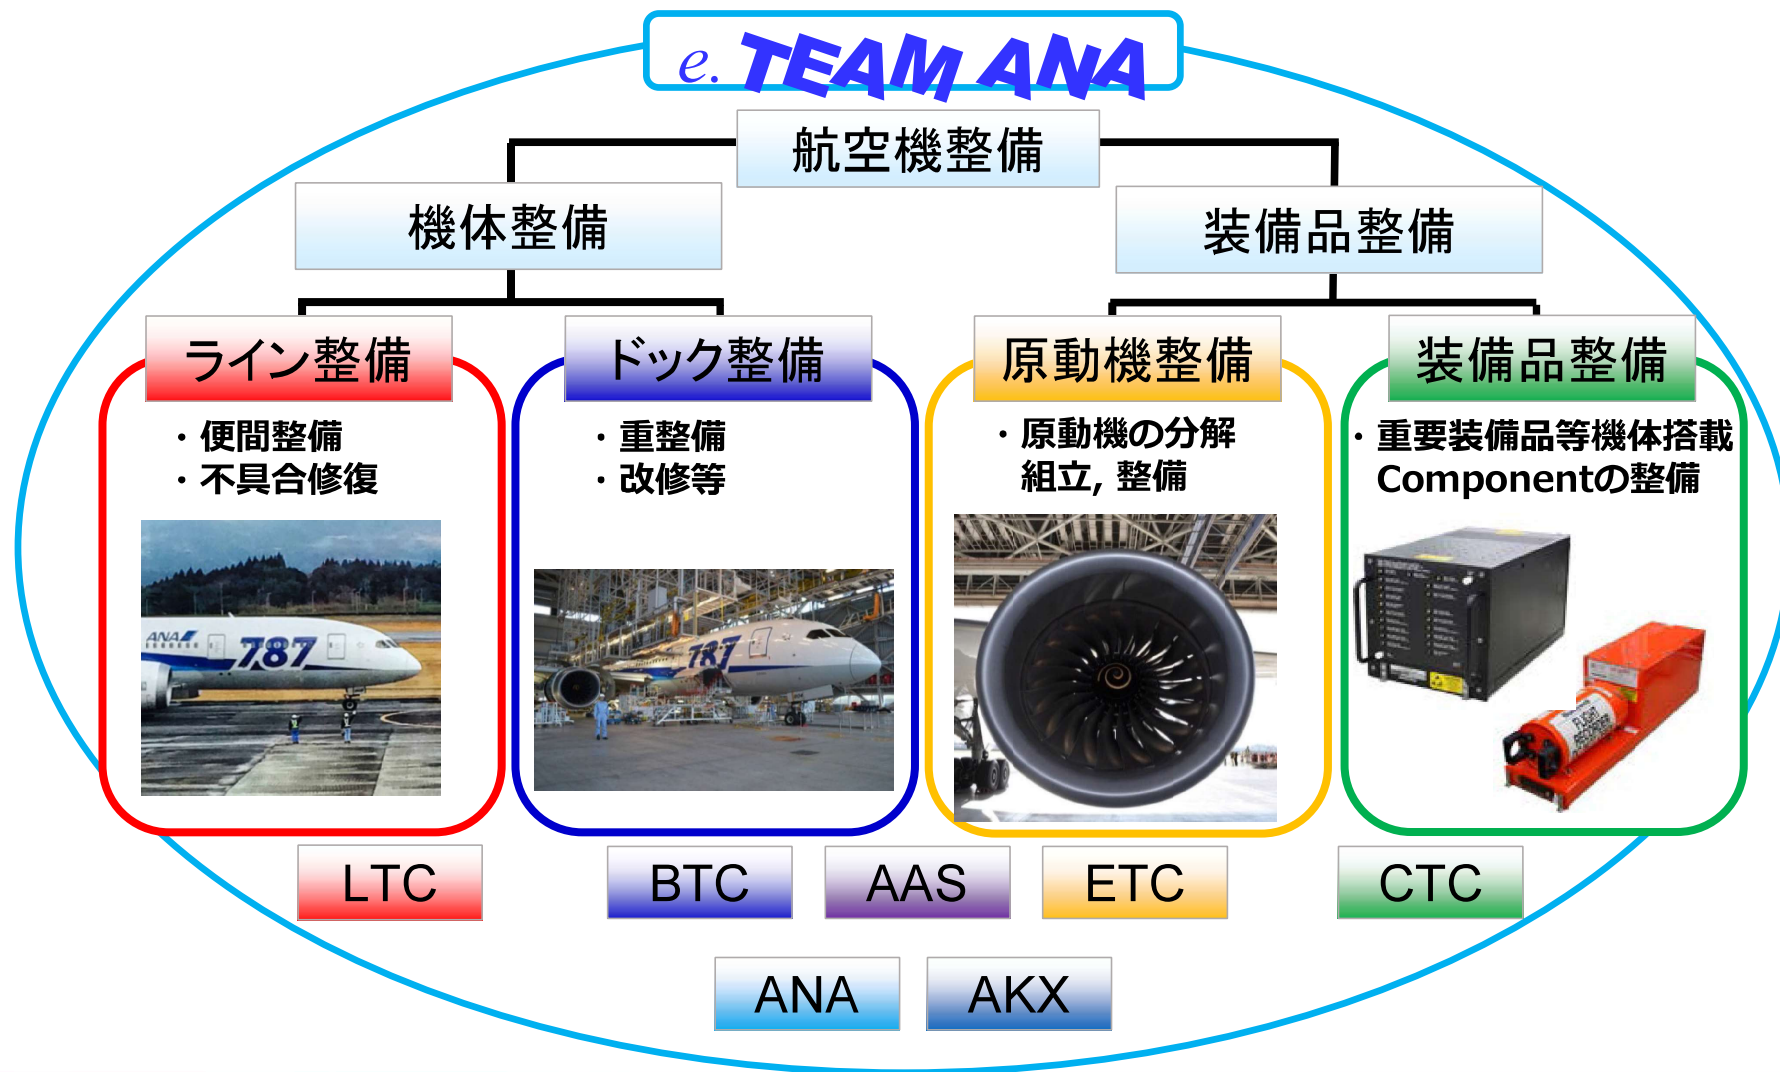 e. TEAM ANA
航空機整備
機体整備
装備品整備
ライン整備
ドック整備
原動機整備
装備品整備
・便間整備
・不具合修復
・重整備
・改修等
・原動機の分解
組立, 整備
・重要装備品等機体搭載
Componentの整備
ANA
787
787
FLIGHT
RECORDER
LTC
BTC
AAS
ETC
CTC
ANA
AKX